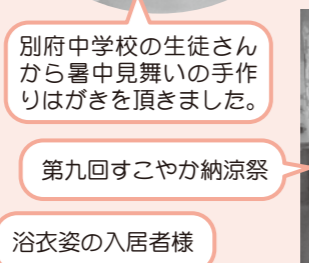 別府中学校の生徒さん
から暑中見舞いの手作
りはがきを頂きました。
第九回すこやか納涼祭
浴衣姿の入居者様